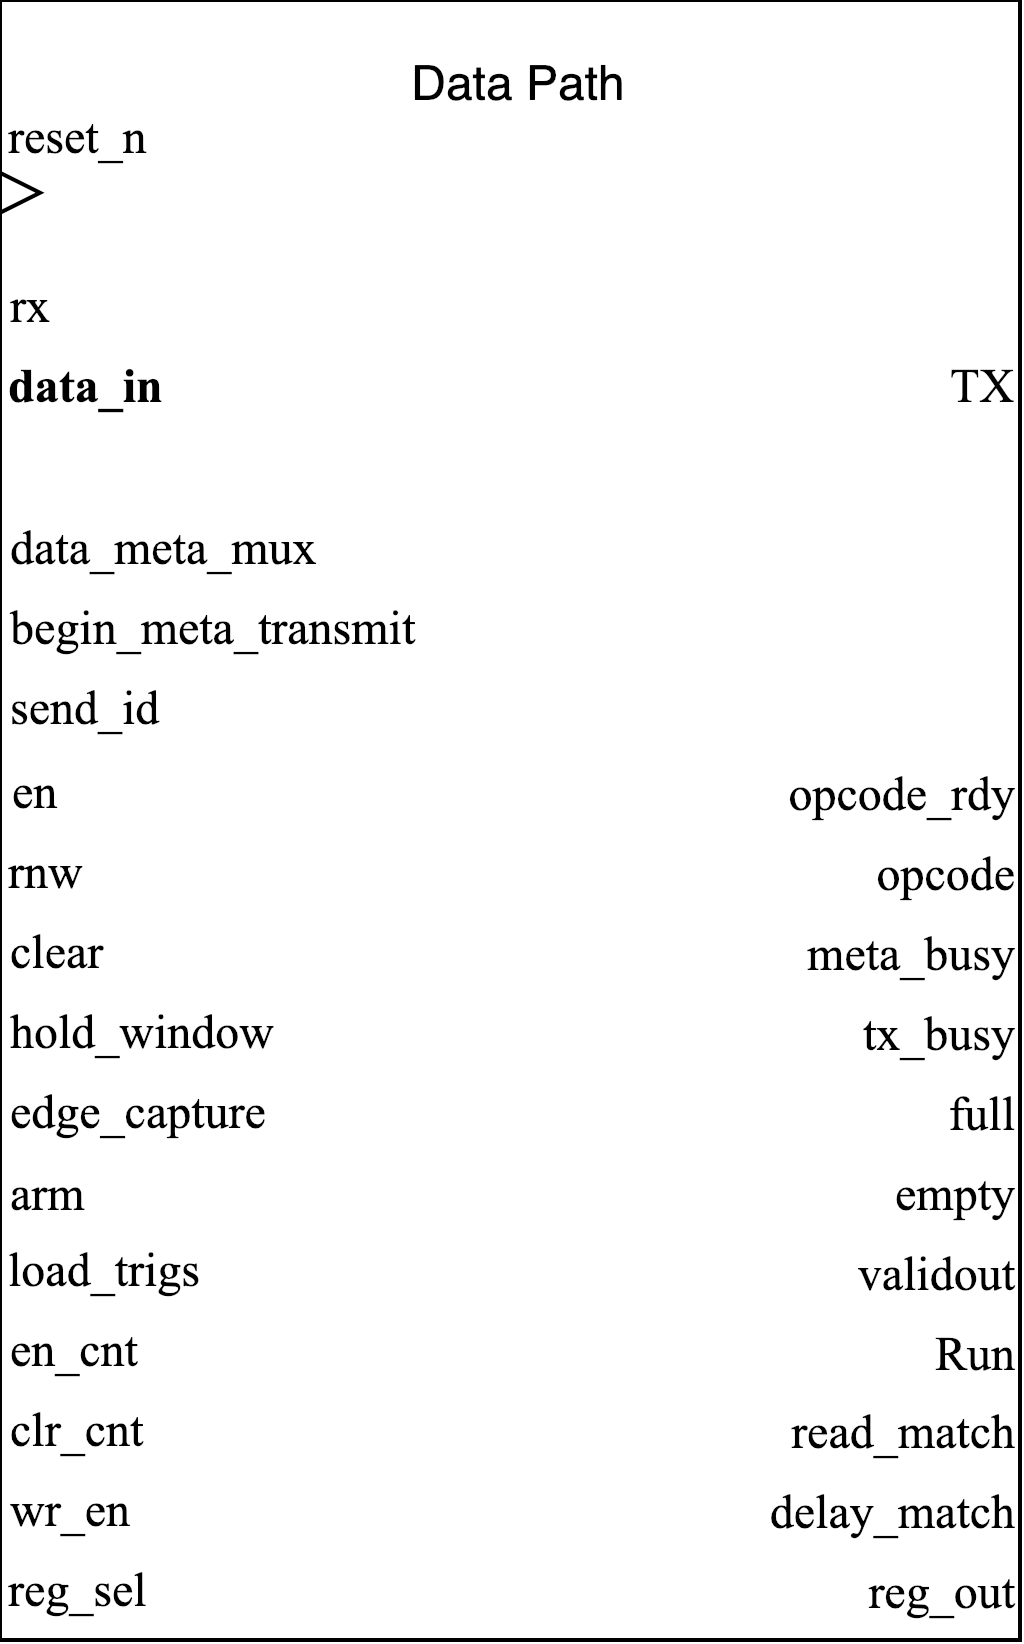 Data Path
reset_n
rx
data_in
TX
data_meta_mux
begin_meta_transmit
send_id
en
opcode_rdy
rnw
opcode
clear
meta_busy
hold_window
tx_busy
edge_capture
full
arm
empty
load_trigs
validout
en_cnt
Run
clr_cnt
read_match
wr_en
delay_match
reg_sel
reg_out